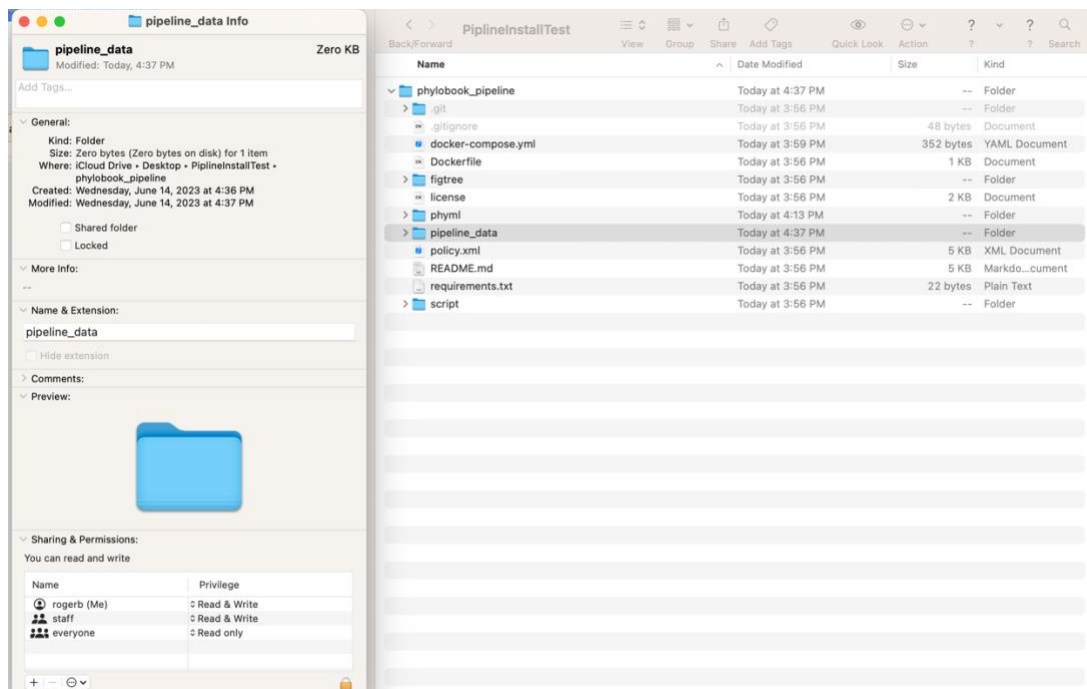 pipeline_data Info
pipeline_data Zero KB
Modified: Today, 4:37 PM
Add Tags...
General:
Kind: Folder
Size: Zero bytes (Zero bytes on disk) for 1 item
Where: iCloud Drive ▸ Desktop ▸ PiplineInstallTest ▸
phylobook_pipeline
Created: Wednesday, June 14, 2023 at 4:36 PM
Modified: Wednesday, June 14, 2023 at 4:37 PM
Shared folder
Locked
More Info:
--
Name & Extension:
pipeline_data
Hide extension
Comments:
Preview:
Sharing & Permissions:
You can read and write
Name Privilege
rogerb (Me) Read & Write
staff Read & Write
everyone Read only
PiplineInstallTest
Back/Forward View Group Share Add Tags Quick Look Action ? ? Search
Name Date Modified Size Kind
phylobook_pipeline Today at 4:37 PM -- Folder
.git Today at 3:56 PM -- Folder
.gitignore Today at 3:56 PM 48 bytes Document
docker-compose.yml Today at 3:59 PM 352 bytes YAML Document
Dockerfile Today at 3:56 PM 1 KB Document
figtree Today at 3:56 PM -- Folder
license Today at 3:56 PM 2 KB Document
phyml Today at 4:13 PM -- Folder
pipeline_data Today at 4:37 PM -- Folder
policy.xml Today at 3:56 PM 5 KB XML Document
README.md Today at 3:56 PM 5 KB Markdo...cument
requirements.txt Today at 3:56 PM 22 bytes Plain Text
script Today at 3:56 PM -- Folder